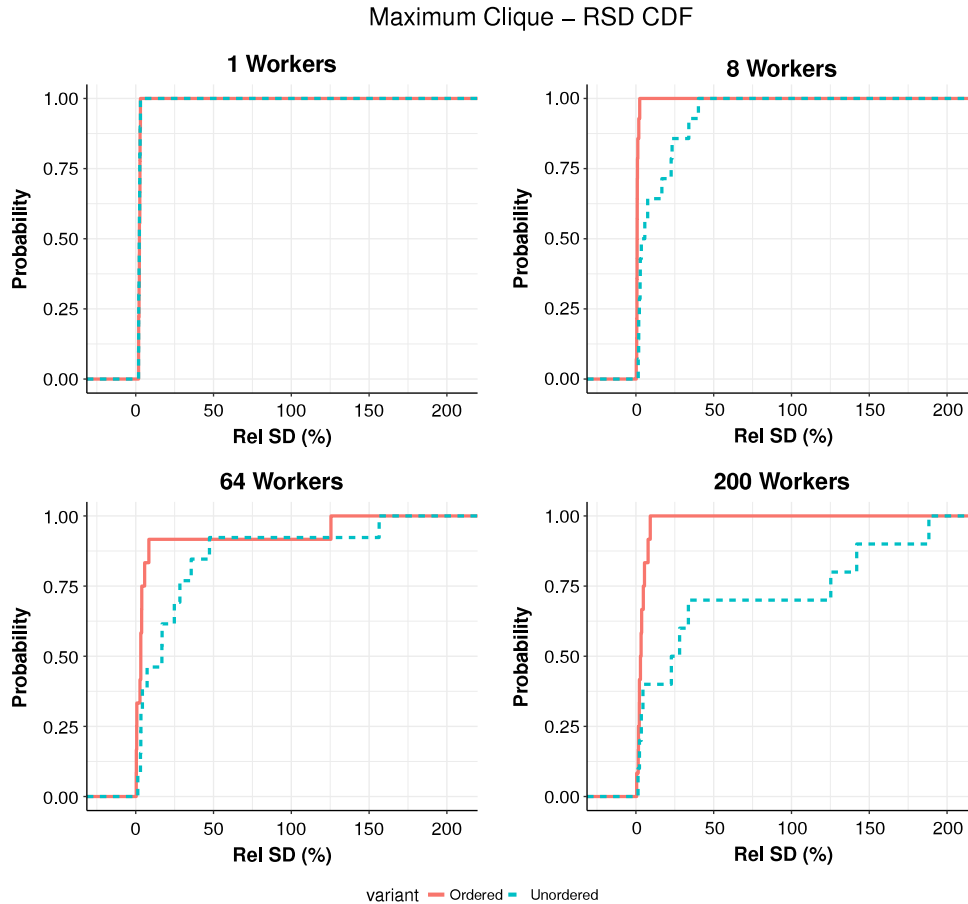 Maximum Clique – RSD CDF
1 Workers
1.00
0.75
0.50
0.25
0.00
Probability
0 50 100 150 200
Rel SD (%)
8 Workers
1.00
0.75
0.50
0.25
0.00
Probability
0 50 100 150 200
Rel SD (%)
64 Workers
1.00
0.75
0.50
0.25
0.00
Probability
0 50 100 150 200
Rel SD (%)
200 Workers
1.00
0.75
0.50
0.25
0.00
Probability
0 50 100 150 200
Rel SD (%)
variant Ordered Unordered